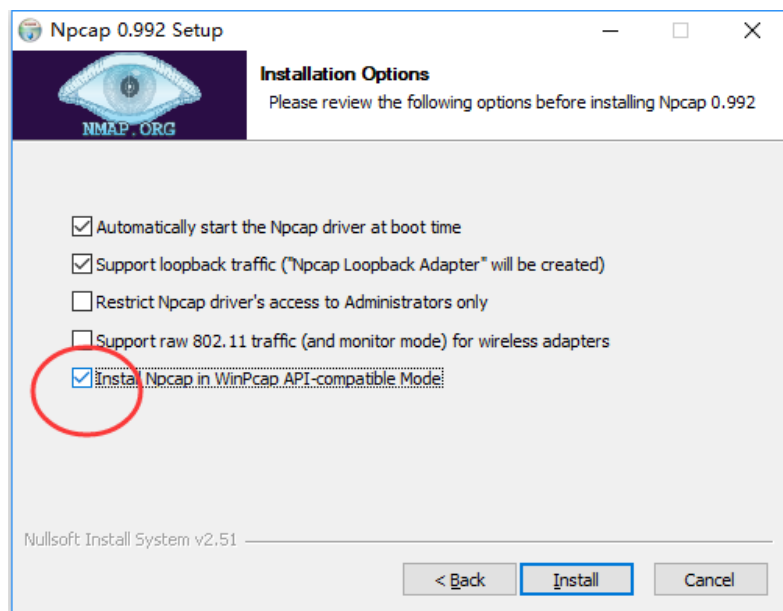 Npcap 0.992 Setup
NMAP.ORG
Installation Options
Please review the following options before installing Npcap 0.992
Automatically start the Npcap driver at boot time
Support loopback traffic ("Npcap Loopback Adapter" will be created)
Restrict Npcap driver's access to Administrators only
Support raw 802.11 traffic (and monitor mode) for wireless adapters
Install Npcap in WinPcap API-compatible Mode
Nullsoft Install System v2.51
< Back
Install
Cancel